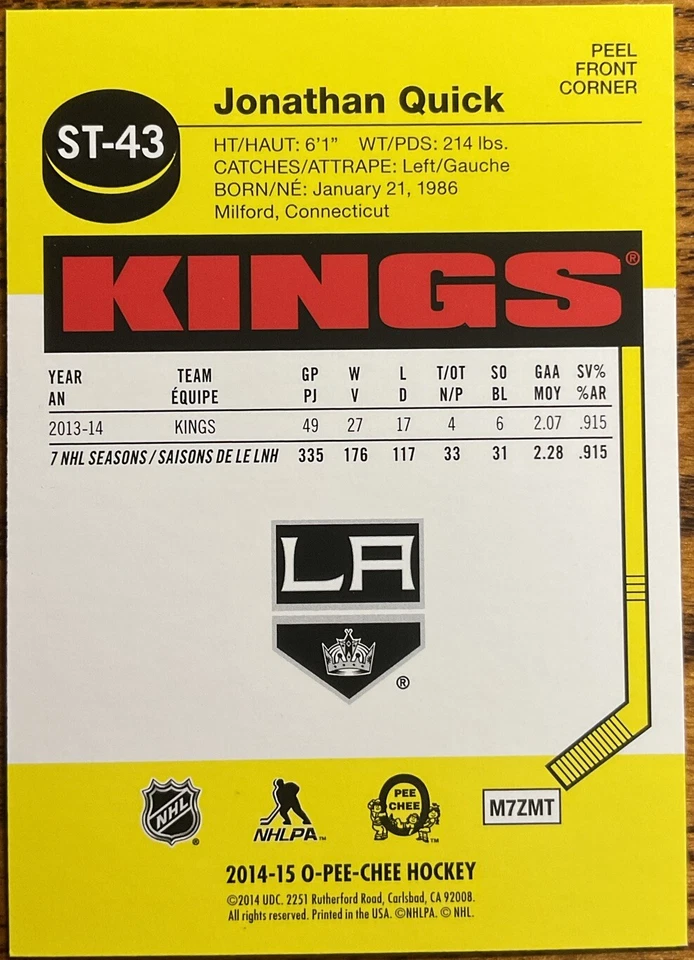 PEEL
FRONT
CORNER
ST-43
Jonathan Quick
HT/HAUT: 6'1" WT/PDS: 214 lbs.
CATCHES/ATTRAPE: Left/Gauche
BORN/NÉ: January 21, 1986
Milford, Connecticut
KINGS®
YEAR TEAM GP W L T/OT SO GAA SV%
AN ÉQUIPE PJ V D N/P BL MOY %AR
2013-14 KINGS 49 27 17 4 6 2.07 .915
7 NHL SEASONS / SAISONS DE LE LNH 335 176 117 33 31 2.28 .915
LA
®
NHL ® NHLPA™ O PEE CHEE ™ M7ZMT
2014-15 O-PEE-CHEE HOCKEY
©2014 UDC. 2251 Rutherford Road, Carlsbad, CA 92008.
All rights reserved. Printed in the USA. ©NHLPA. © NHL.